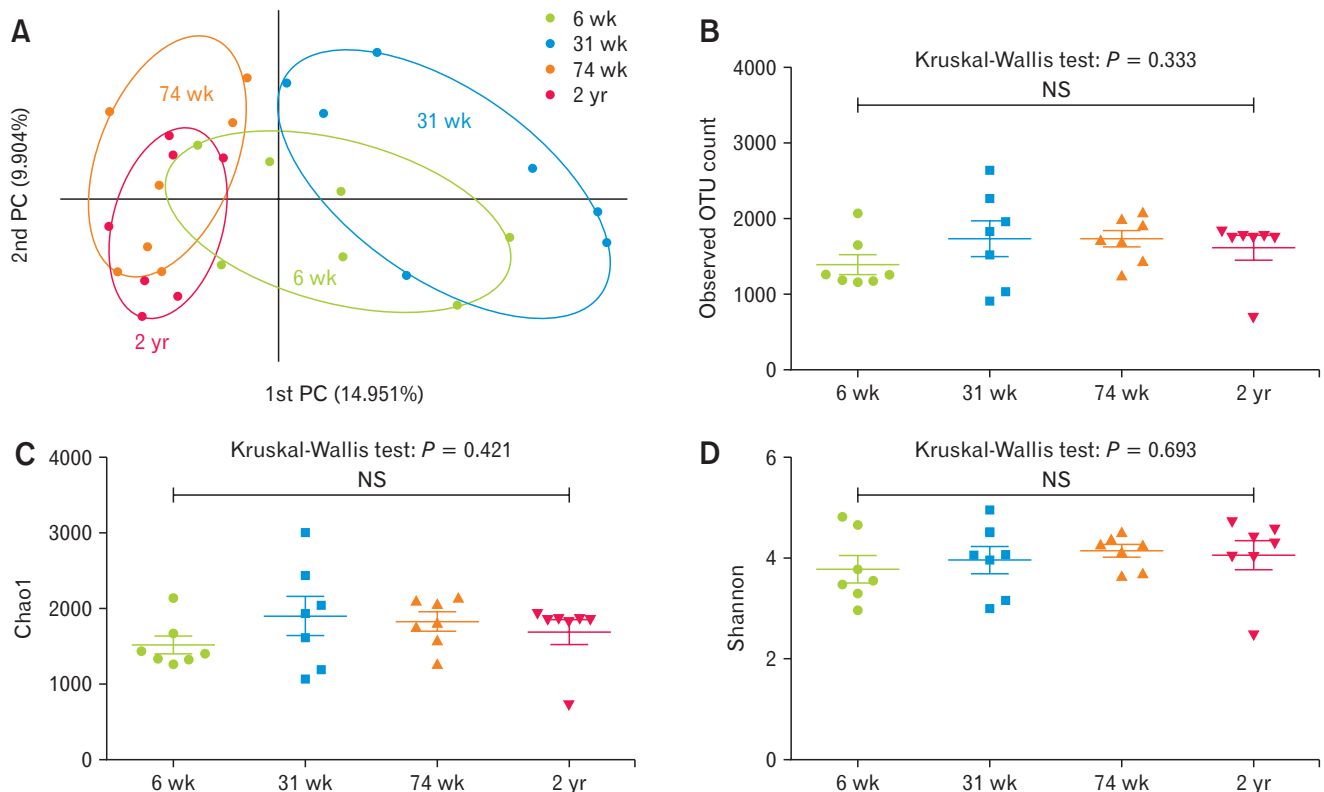 A
6 wk
31 wk
74 wk
2 yr
74 wk
31 wk
6 wk
2 yr
2nd PC (9.904%)
1st PC (14.951%)
B
Kruskal-Wallis test: P = 0.333
NS
Observed OTU count
4000
3000
2000
1000
0
6 wk
31 wk
74 wk
2 yr
C
Kruskal-Wallis test: P = 0.421
NS
Chao1
4000
3000
2000
1000
0
6 wk
31 wk
74 wk
2 yr
D
Kruskal-Wallis test: P = 0.693
NS
Shannon
6
4
2
0
6 wk
31 wk
74 wk
2 yr